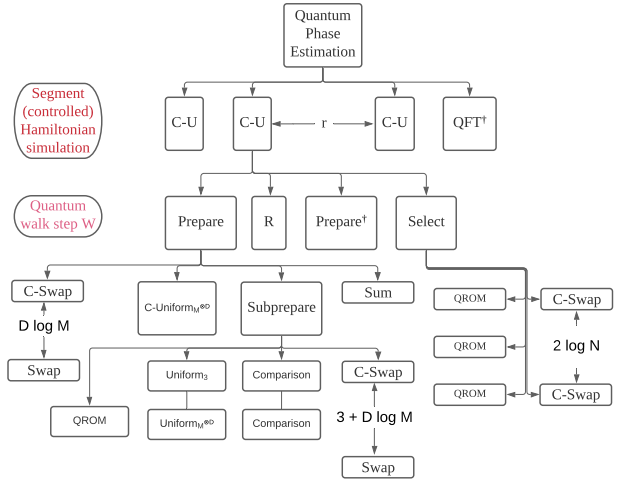 Quantum
Phase
Estimation
Segment
(controlled)
Hamiltonian
simulation
C-U
C-U
r
C-U
QFT†
Quantum
walk step W
Prepare
R
Prepare†
Select
C-Swap
D log M
Swap
C-Uniform_M^⊗D
Subprepare
Sum
QROM
QROM
QROM
C-Swap
2 log N
C-Swap
QROM
Uniform₃
Uniform_M^⊗D
Comparison
Comparison
C-Swap
3 + D log M
Swap